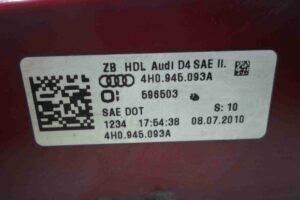 ZB HDL Audi D4 SAE II.
4H0.945.093A
596503
SAE DOT S: 10
1234 17:54:38 08.07.2010
4H0.945.093A